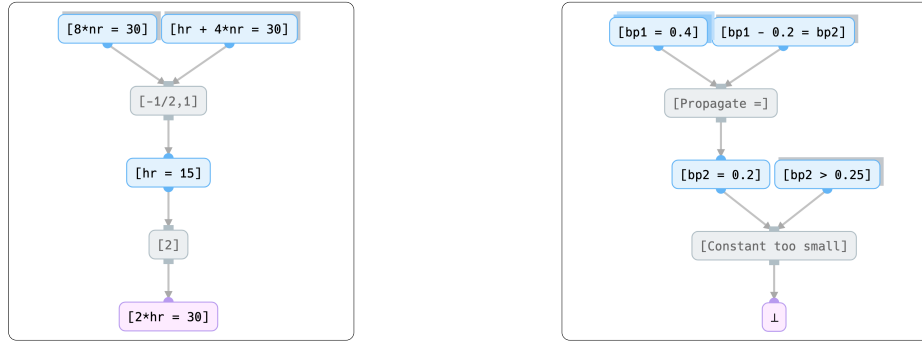 [8*nr = 30] [hr + 4*nr = 30]
[-1/2,1]
[hr = 15]
[2]
[2*hr = 30]
[bp1 = 0.4] [bp1 - 0.2 = bp2]
[Propagate =]
[bp2 = 0.2] [bp2 > 0.25]
[Constant too small]
⊥